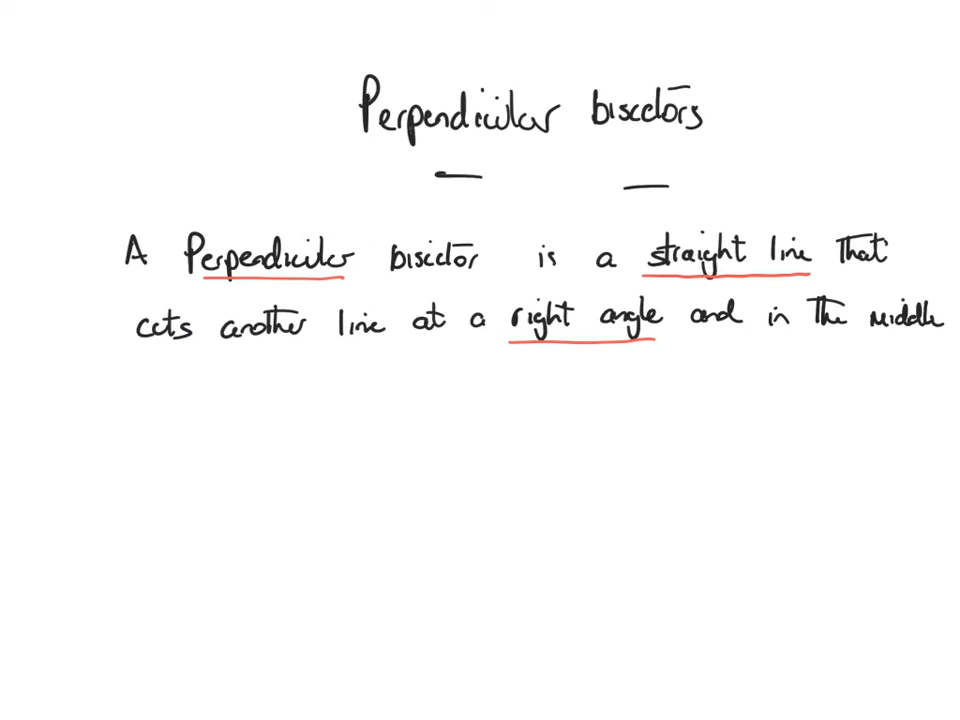 Perpendicular bisectors
A Perpendicular bisector is a straight line that
cuts another line at a right angle and in the middle